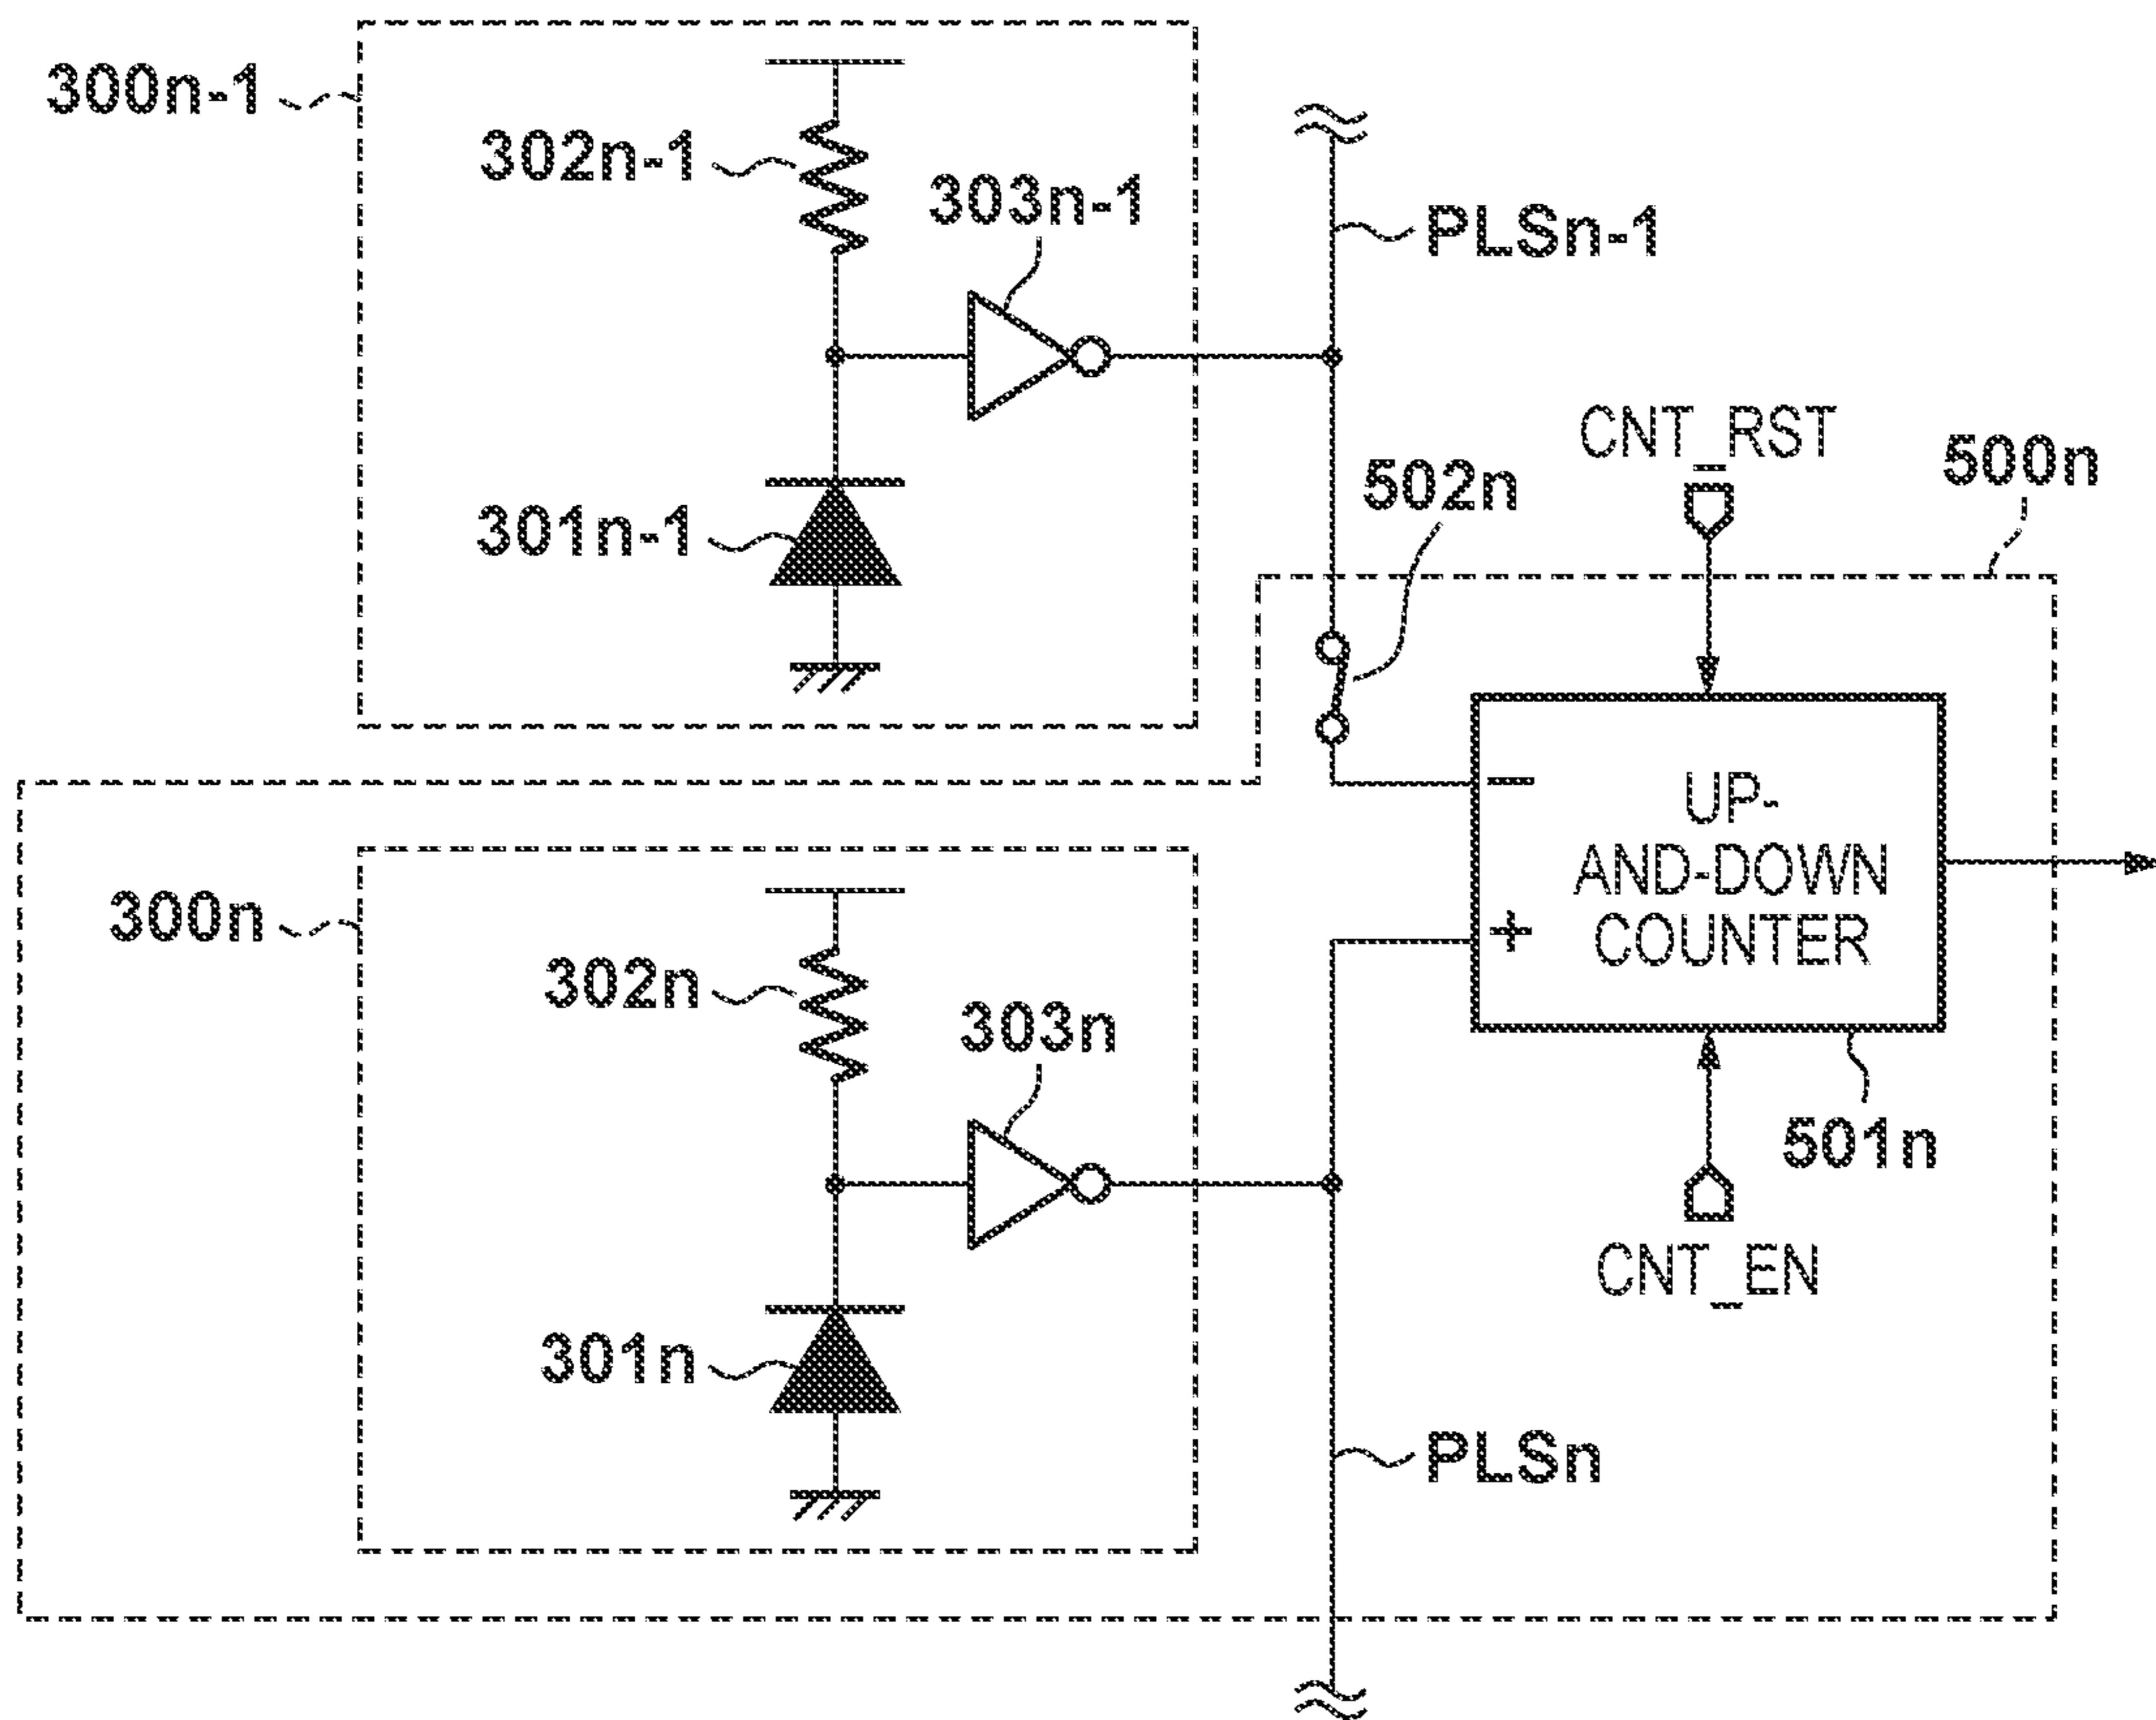 300n-1
302n-1
303n-1
PLSn-1
301n-1
502n
CNT_RST
500n
−
UP-
AND-DOWN
COUNTER
+
300n
302n
303n
501n
CNT_EN
301n
PLSn